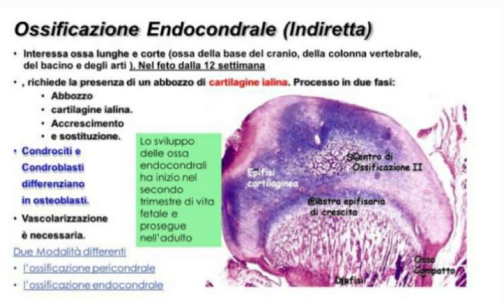 Ossificazione Endocondrale (Indiretta)
• Interessa ossa lunghe e corte (ossa della base del cranio, della colonna vertebrale,
del bacino e degli arti ). Nel feto dalla 12 settimana
• , richiede la presenza di un abbozzo di cartilagine ialina. Processo in due fasi:
• Abbozzo
• cartilagine ialina.
• Accrescimento
• e sostituzione.
• Condrociti e
Condroblasti
differenziano
in osteoblasti.
• Vascolarizzazione
è necessaria.
Due Modalità differenti
• l'ossificazione pericondrale
• l'ossificazione endocondrale
Lo sviluppo
delle ossa
endocondrali
ha inizio nel
secondo
trimestre di vita
fetale e
prosegue
nell'adulto
Epifisi
cartilaginea
Centro di
Ossificazione II
Piastra epifisaria
di crescita
Osso
Compatto
Diafisi